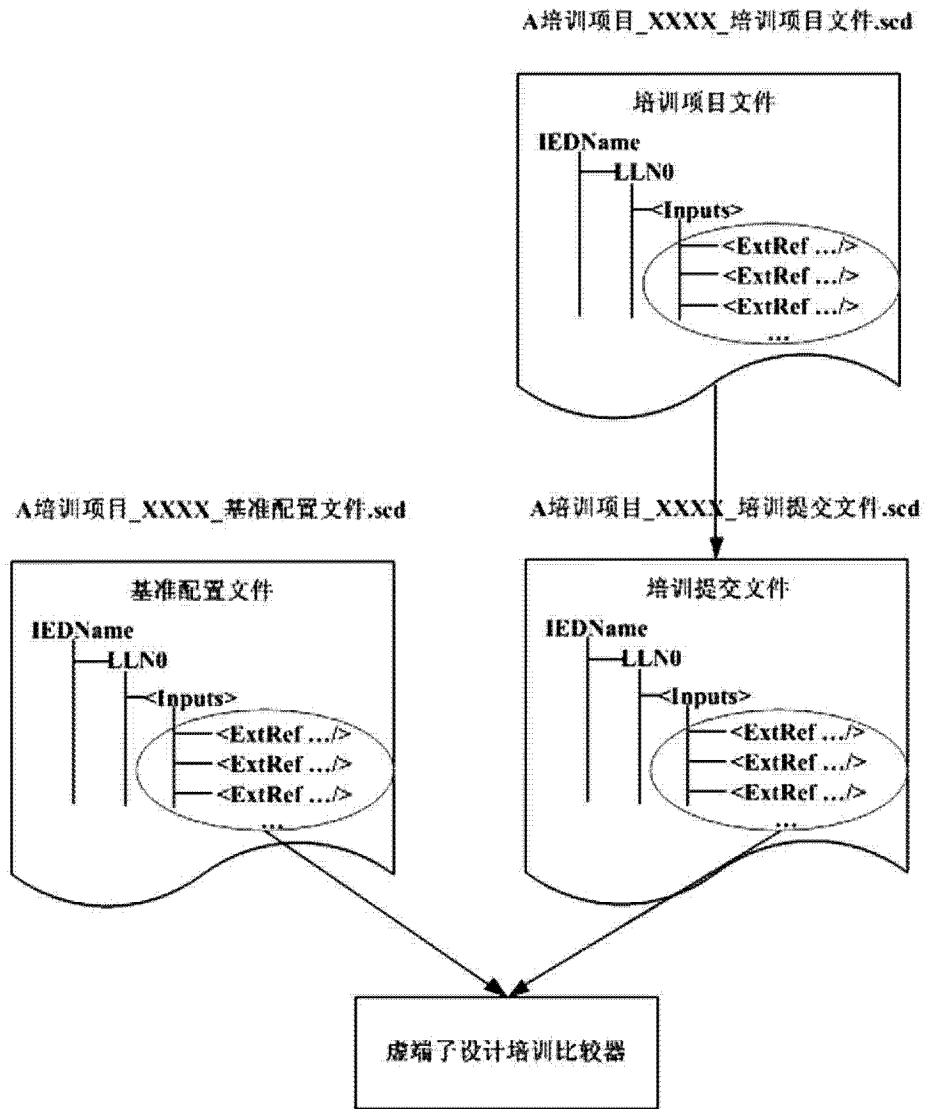 A培训项目_XXXX_培训项目文件.scd
培训项目文件
IEDName
LLN0
<Inputs>
<ExtRef .../>
<ExtRef .../>
<ExtRef .../>
...
A培训项目_XXXX_基准配置文件.scd
基准配置文件
IEDName
LLN0
<Inputs>
<ExtRef .../>
<ExtRef .../>
<ExtRef .../>
...
A培训项目_XXXX_培训提交文件.scd
培训提交文件
IEDName
LLN0
<Inputs>
<ExtRef .../>
<ExtRef .../>
<ExtRef .../>
...
虚端子设计培训比较器